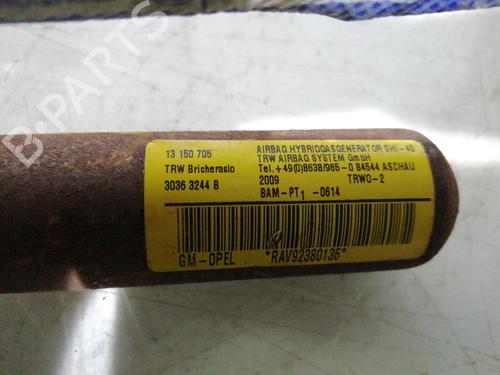 B-PARTS
13 150 705
TRW Bricherasio
3036 3244 B
AIRBAG HYBRIDGASGENERATOR SHI-4G
TRW AIRBAG SYSTEM GmbH
Tel.+49(0)8638/965-0 84544 ASCHAU
2009 TRWO-2
BAM-PT1 -0614
GM-OPEL *RAV92380136*